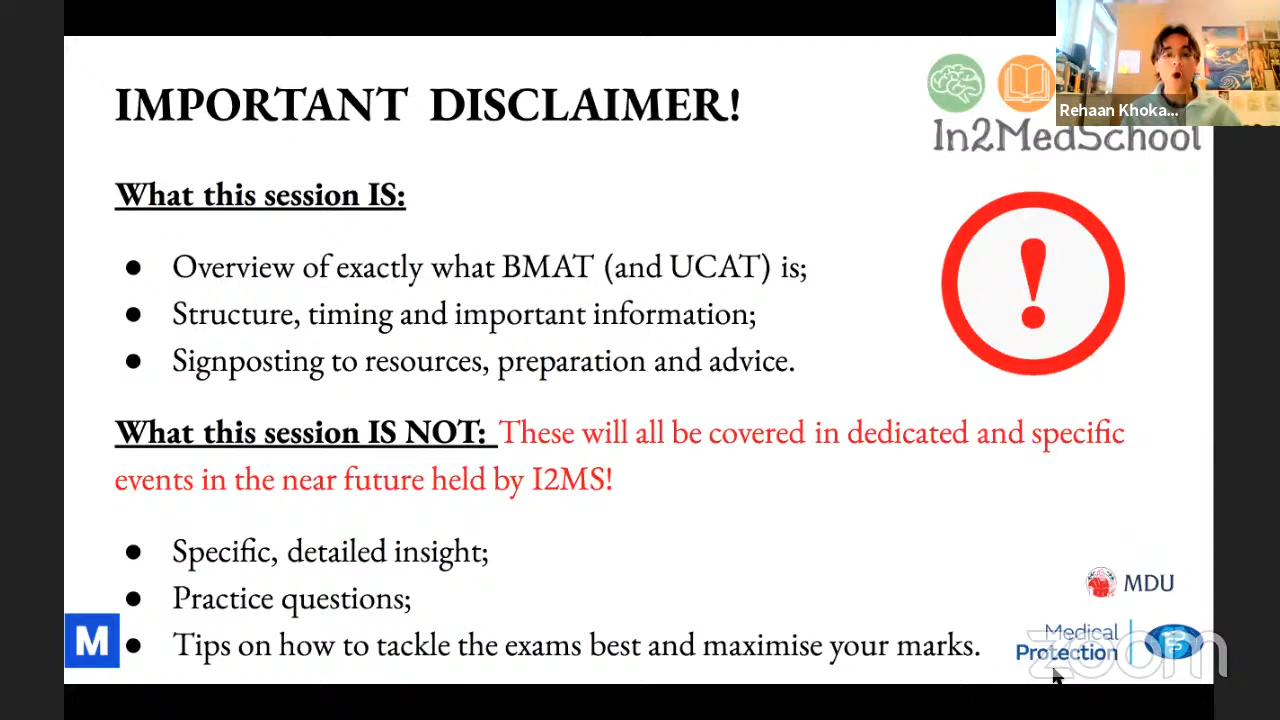 IMPORTANT DISCLAIMER!
In2MedSchool
Rehaan Khoka...
What this session IS:
● Overview of exactly what BMAT (and UCAT) is;
● Structure, timing and important information;
● Signposting to resources, preparation and advice.
What this session IS NOT: These will all be covered in dedicated and specific
events in the near future held by I2MS!
● Specific, detailed insight;
● Practice questions;
● Tips on how to tackle the exams best and maximise your marks.
M
MDU
Medical
Protection
zoom